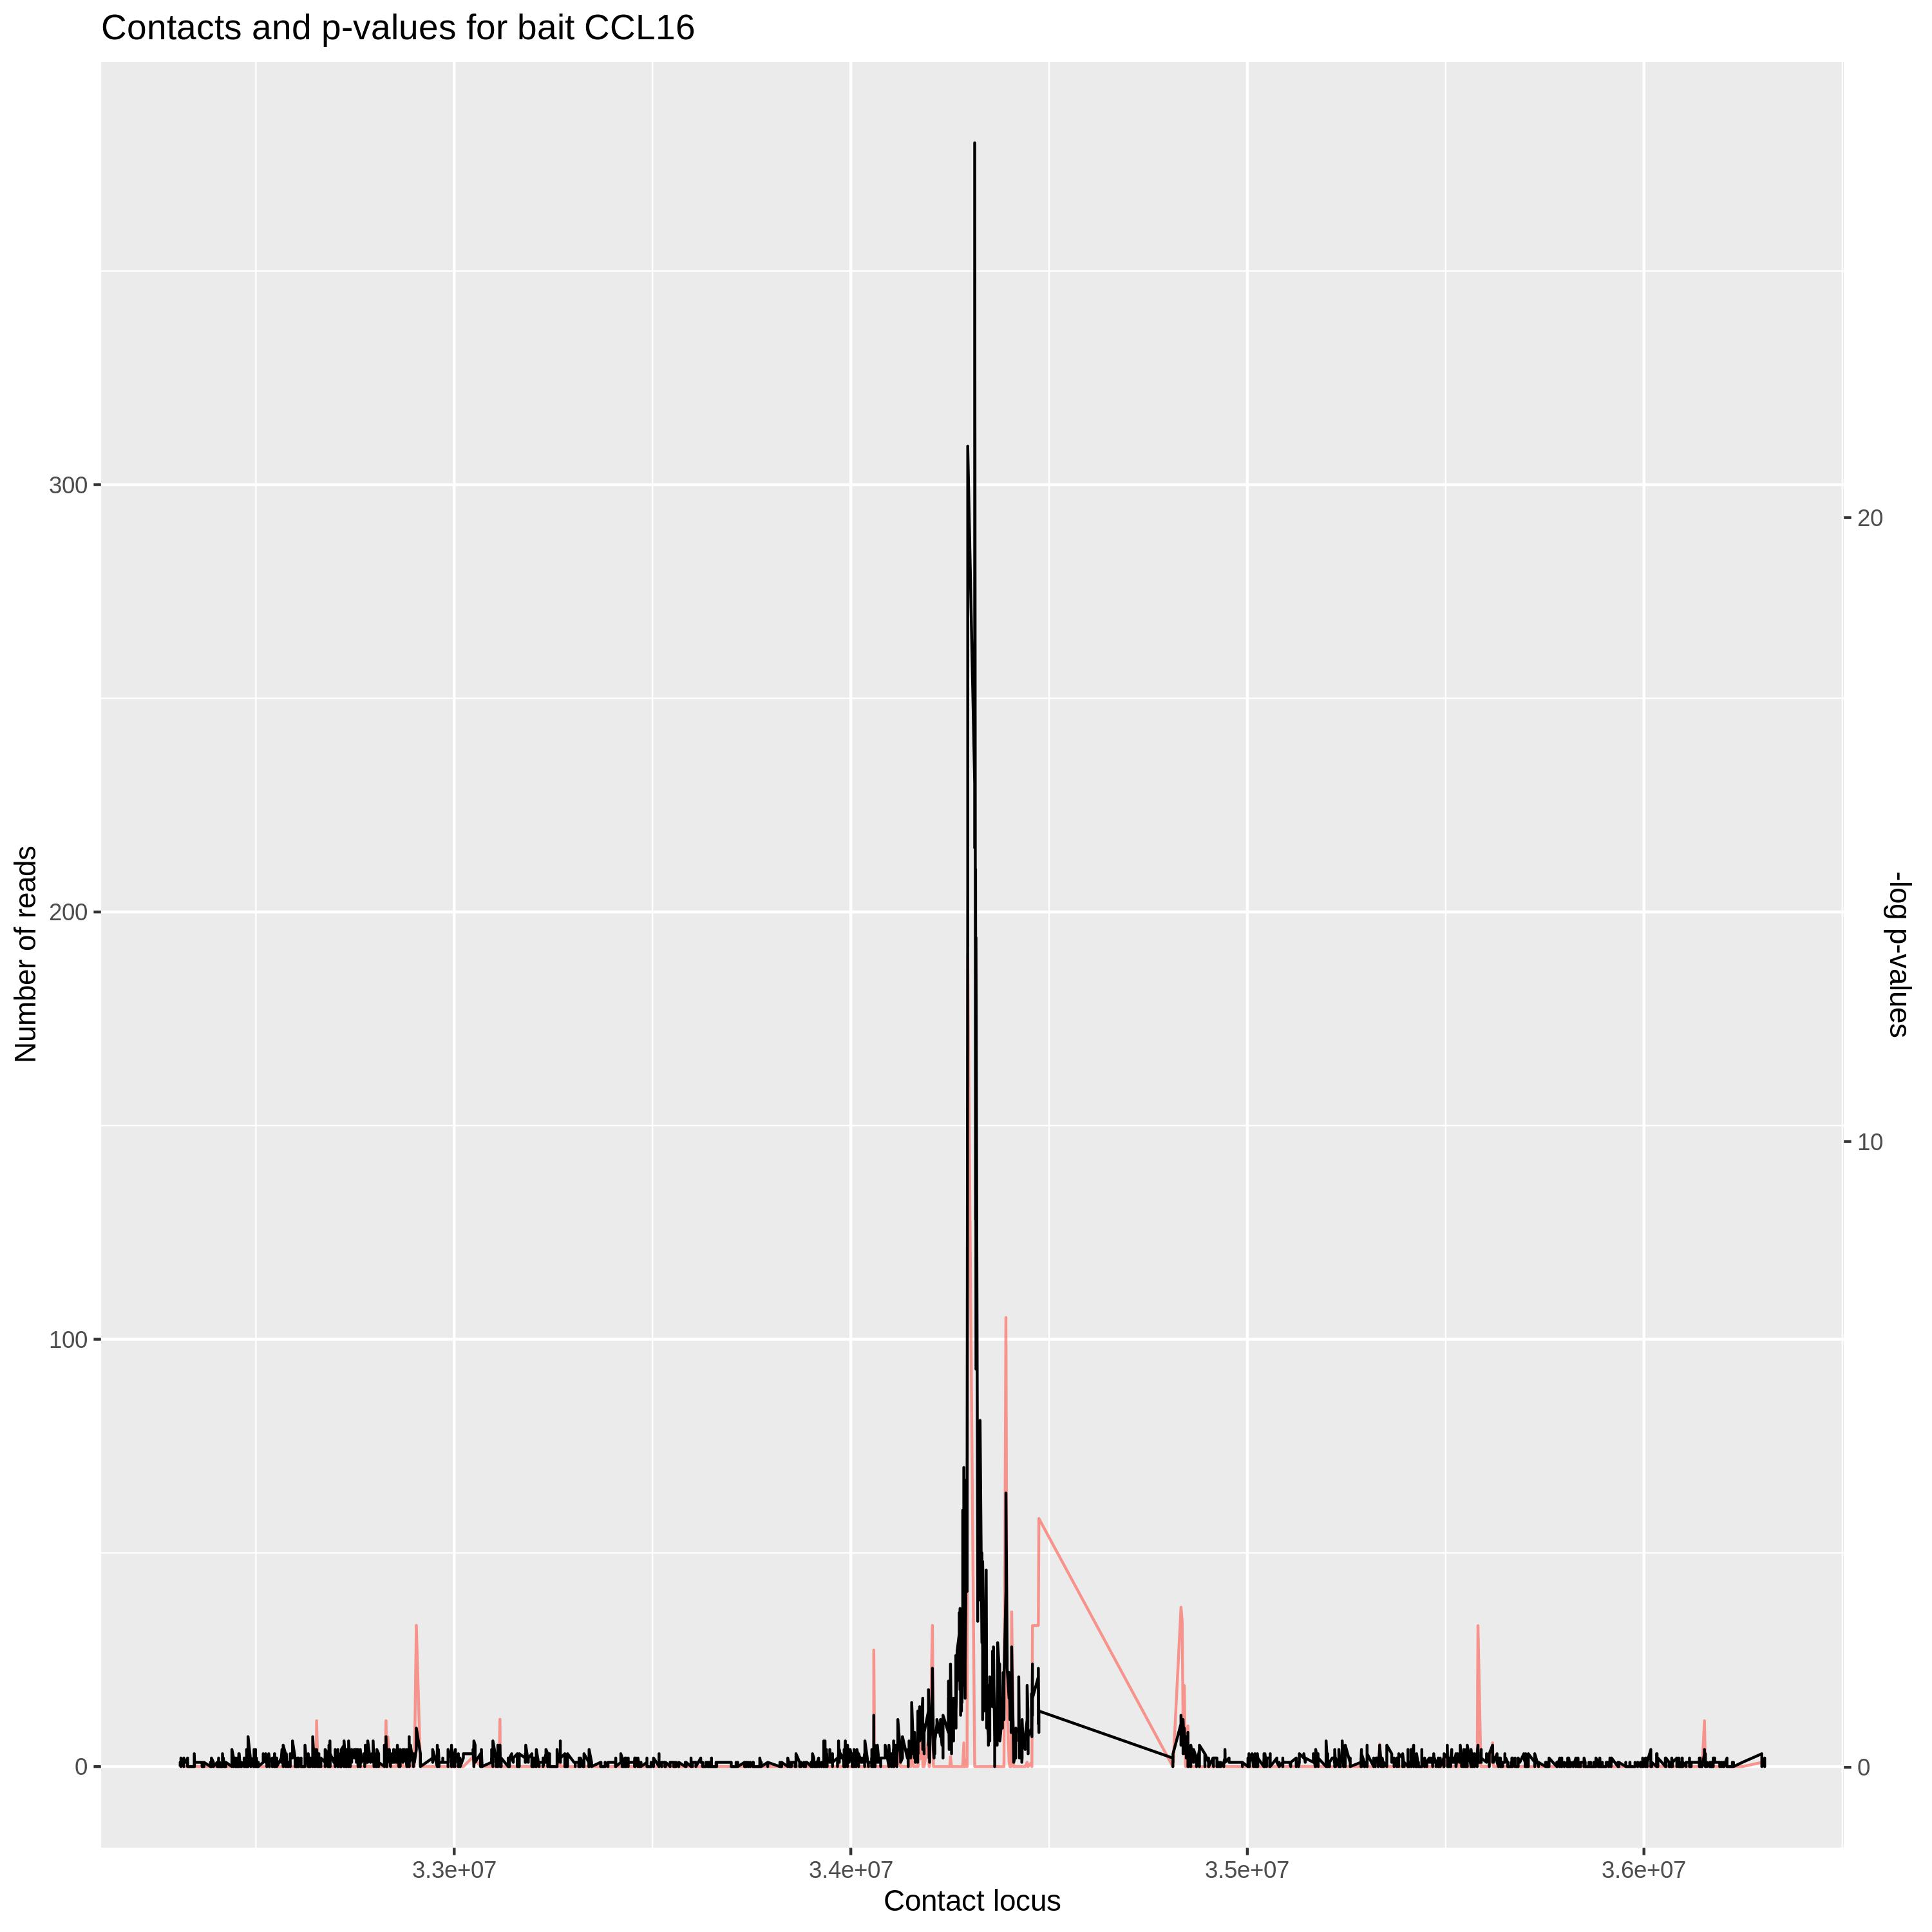 Contacts and p-values for bait CCL16
300
200
100
0
Number of reads
20
10
0
-log p-values
3.3e+07
3.4e+07
3.5e+07
3.6e+07
Contact locus